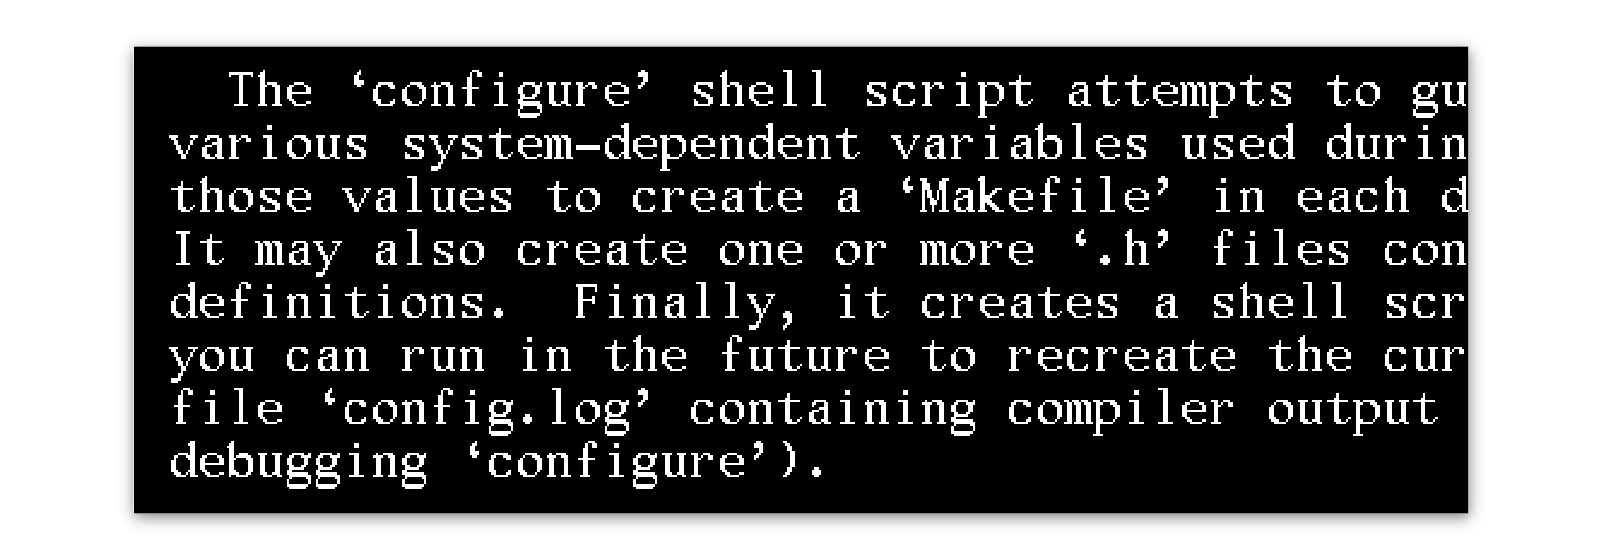 The ‘configure’ shell script attempts to gu
various system-dependent variables used durin
those values to create a ‘Makefile’ in each d
It may also create one or more ‘.h’ files con
definitions.  Finally, it creates a shell scr
you can run in the future to recreate the cur
file ‘config.log’ containing compiler output
debugging ‘configure’).